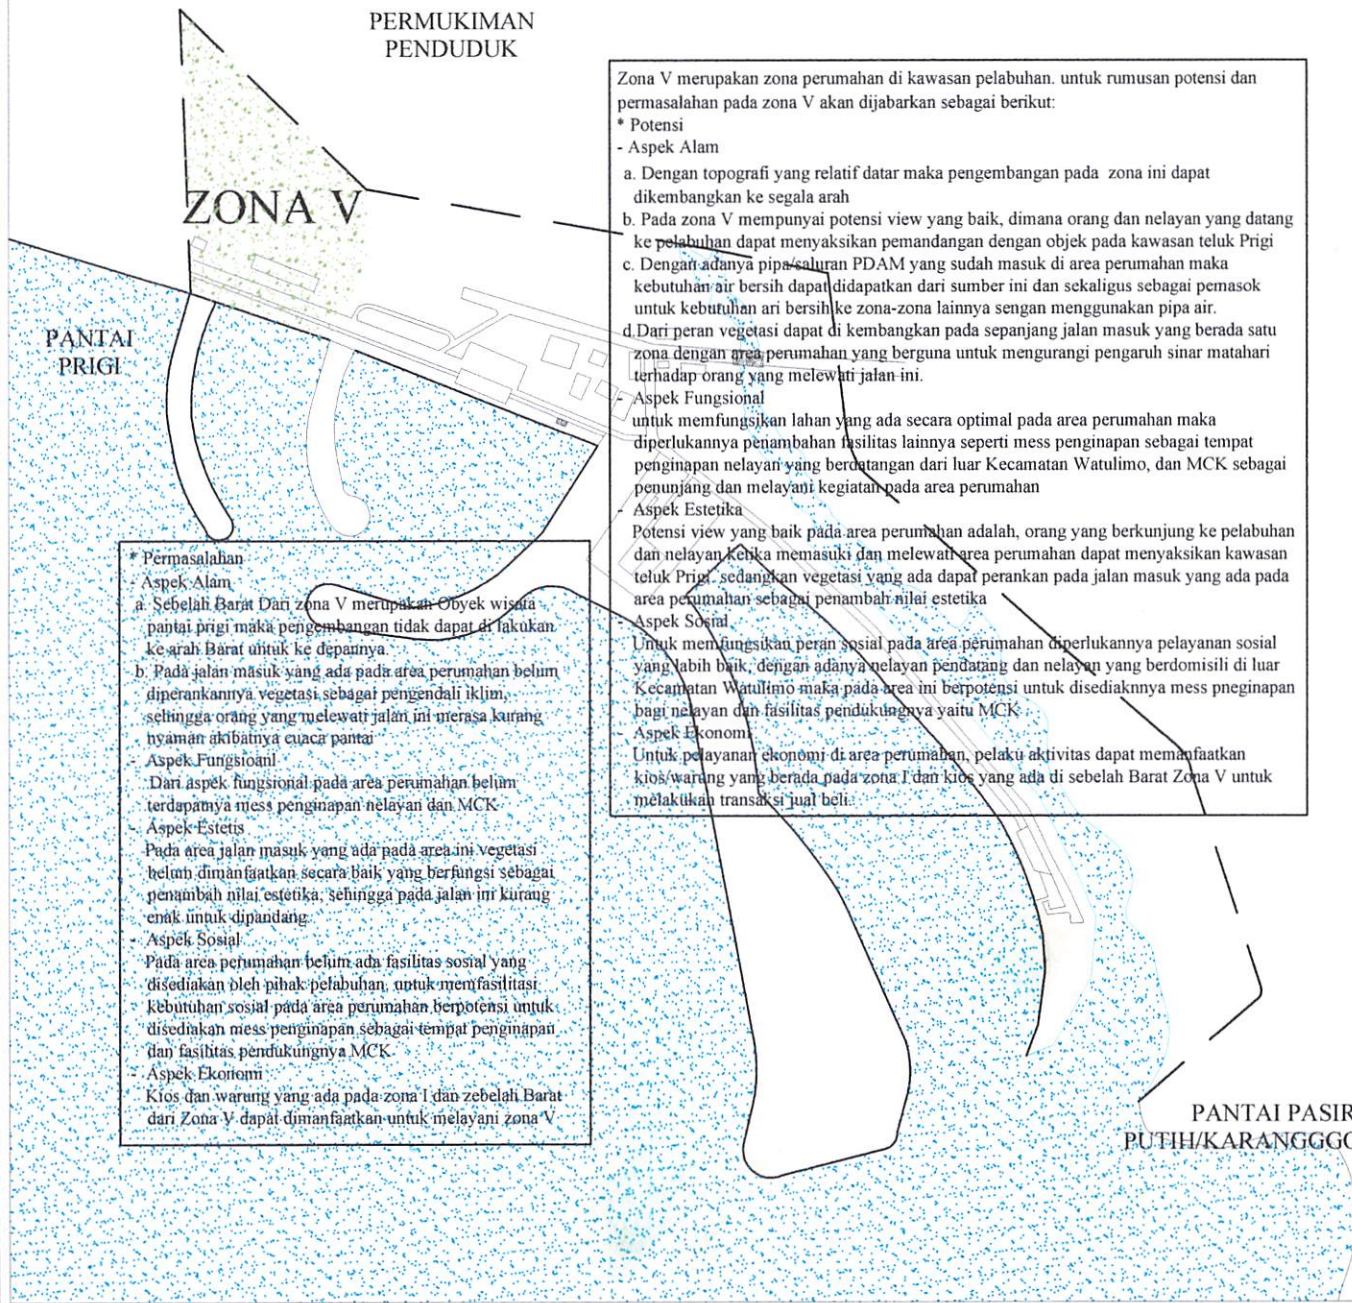 PERMUKIMAN
PENDUDUK
ZONA V
PANTAI
PRIGI
Zona V merupakan zona perumahan di kawasan pelabuhan. untuk rumusan potensi dan
permasalahan pada zona V akan dijabarkan sebagai berikut:
* Potensi
- Aspek Alam
a. Dengan topografi yang relatif datar maka pengembangan pada zona ini dapat
dikembangkan ke segala arah
b. Pada zona V mempunyai potensi view yang baik, dimana orang dan nelayan yang datang
ke pelabuhan dapat menyaksikan pemandangan dengan objek pada kawasan teluk Prigi
c. Dengan adanya pipa/saluran PDAM yang sudah masuk di area perumahan maka
kebutuhan air bersih dapat didapatkan dari sumber ini dan sekaligus sebagai pemasok
untuk kebutuhan ari bersih ke zona-zona lainnya sengan menggunakan pipa air.
d.Dari peran vegetasi dapat di kembangkan pada sepanjang jalan masuk yang berada satu
zona dengan area perumahan yang berguna untuk mengurangi pengaruh sinar matahari
terhadap orang yang melewati jalan ini.
- Aspek Fungsional
untuk memfungsikan lahan yang ada secara optimal pada area perumahan maka
diperlukannya penambahan fasilitas lainnya seperti mess penginapan sebagai tempat
penginapan nelayan yang berdatangan dari luar Kecamatan Watulimo, dan MCK sebagai
penunjang dan melayani kegiatan pada area perumahan
- Aspek Estetika
Potensi view yang baik pada area perumahan adalah, orang yang berkunjung ke pelabuhan
dan nelayan ketika memasuki dan melewati area perumahan dapat menyaksikan kawasan
teluk Prigi, sedangkan vegetasi yang ada dapat perankan pada jalan masuk yang ada pada
area perumahan sebagai penambah nilai estetika
- Aspek Sosial
Untuk memfungsikan peran sosial pada area perumahan diperlukannya pelayanan sosial
yang labih baik, dengan adanya nelayan pendatang dan nelayan yang berdomisili di luar
Kecamatan Watulimo maka pada area ini berpotensi untuk disediaknnya mess pneginapan
bagi nelayan dan fasilitas pendukungnya yaitu MCK
- Aspek Ekonomi
Untuk pelayanan ekonomi di area perumahan, pelaku aktivitas dapat memanfaatkan
kios/warung yang berada pada zona I dan kios yang ada di sebelah Barat Zona V untuk
melakukan transaksi jual beli.
* Permasalahan
- Aspek Alam
a. Sebelah Barat Dari zona V merupakan Obyek wisata
pantai prigi maka pengembangan tidak dapat di lakukan
ke arah Barat untuk ke depannya.
b. Pada jalan masuk yang ada pada area perumahan belum
diperankannya vegetasi sebagai pengendali iklim,
sehingga orang yang melewati jalan ini merasa kurang
nyaman akibatnya cuaca pantai
- Aspek Fungsioanl
Dari aspek fungsional pada area perumahan belum
terdapatnya mess penginapan nelayan dan MCK
- Aspek Estetis
Pada area jalan masuk yang ada pada area ini vegetasi
belum dimanfaatkan secara baik yang berfungsi sebagai
penambah nilai estetika, sehingga pada jalan ini kurang
enak untuk dipandang.
- Aspek Sosial
Pada area perumahan belum ada fasilitas sosial yang
disediakan oleh pihak pelabuhan, untuk memfasilitasi
kebutuhan sosial pada area perumahan berpotensi untuk
disediakan mess penginapan sebagai tempat penginapan
dan fasilitas pendukungnya MCK
- Aspek Ekonomi
Kios dan warung yang ada pada zona I dan zebelah Barat
dari Zona V dapat dimanfaatkan untuk melayani zona V
PANTAI PASIR
PUTIH/KARANGGGO